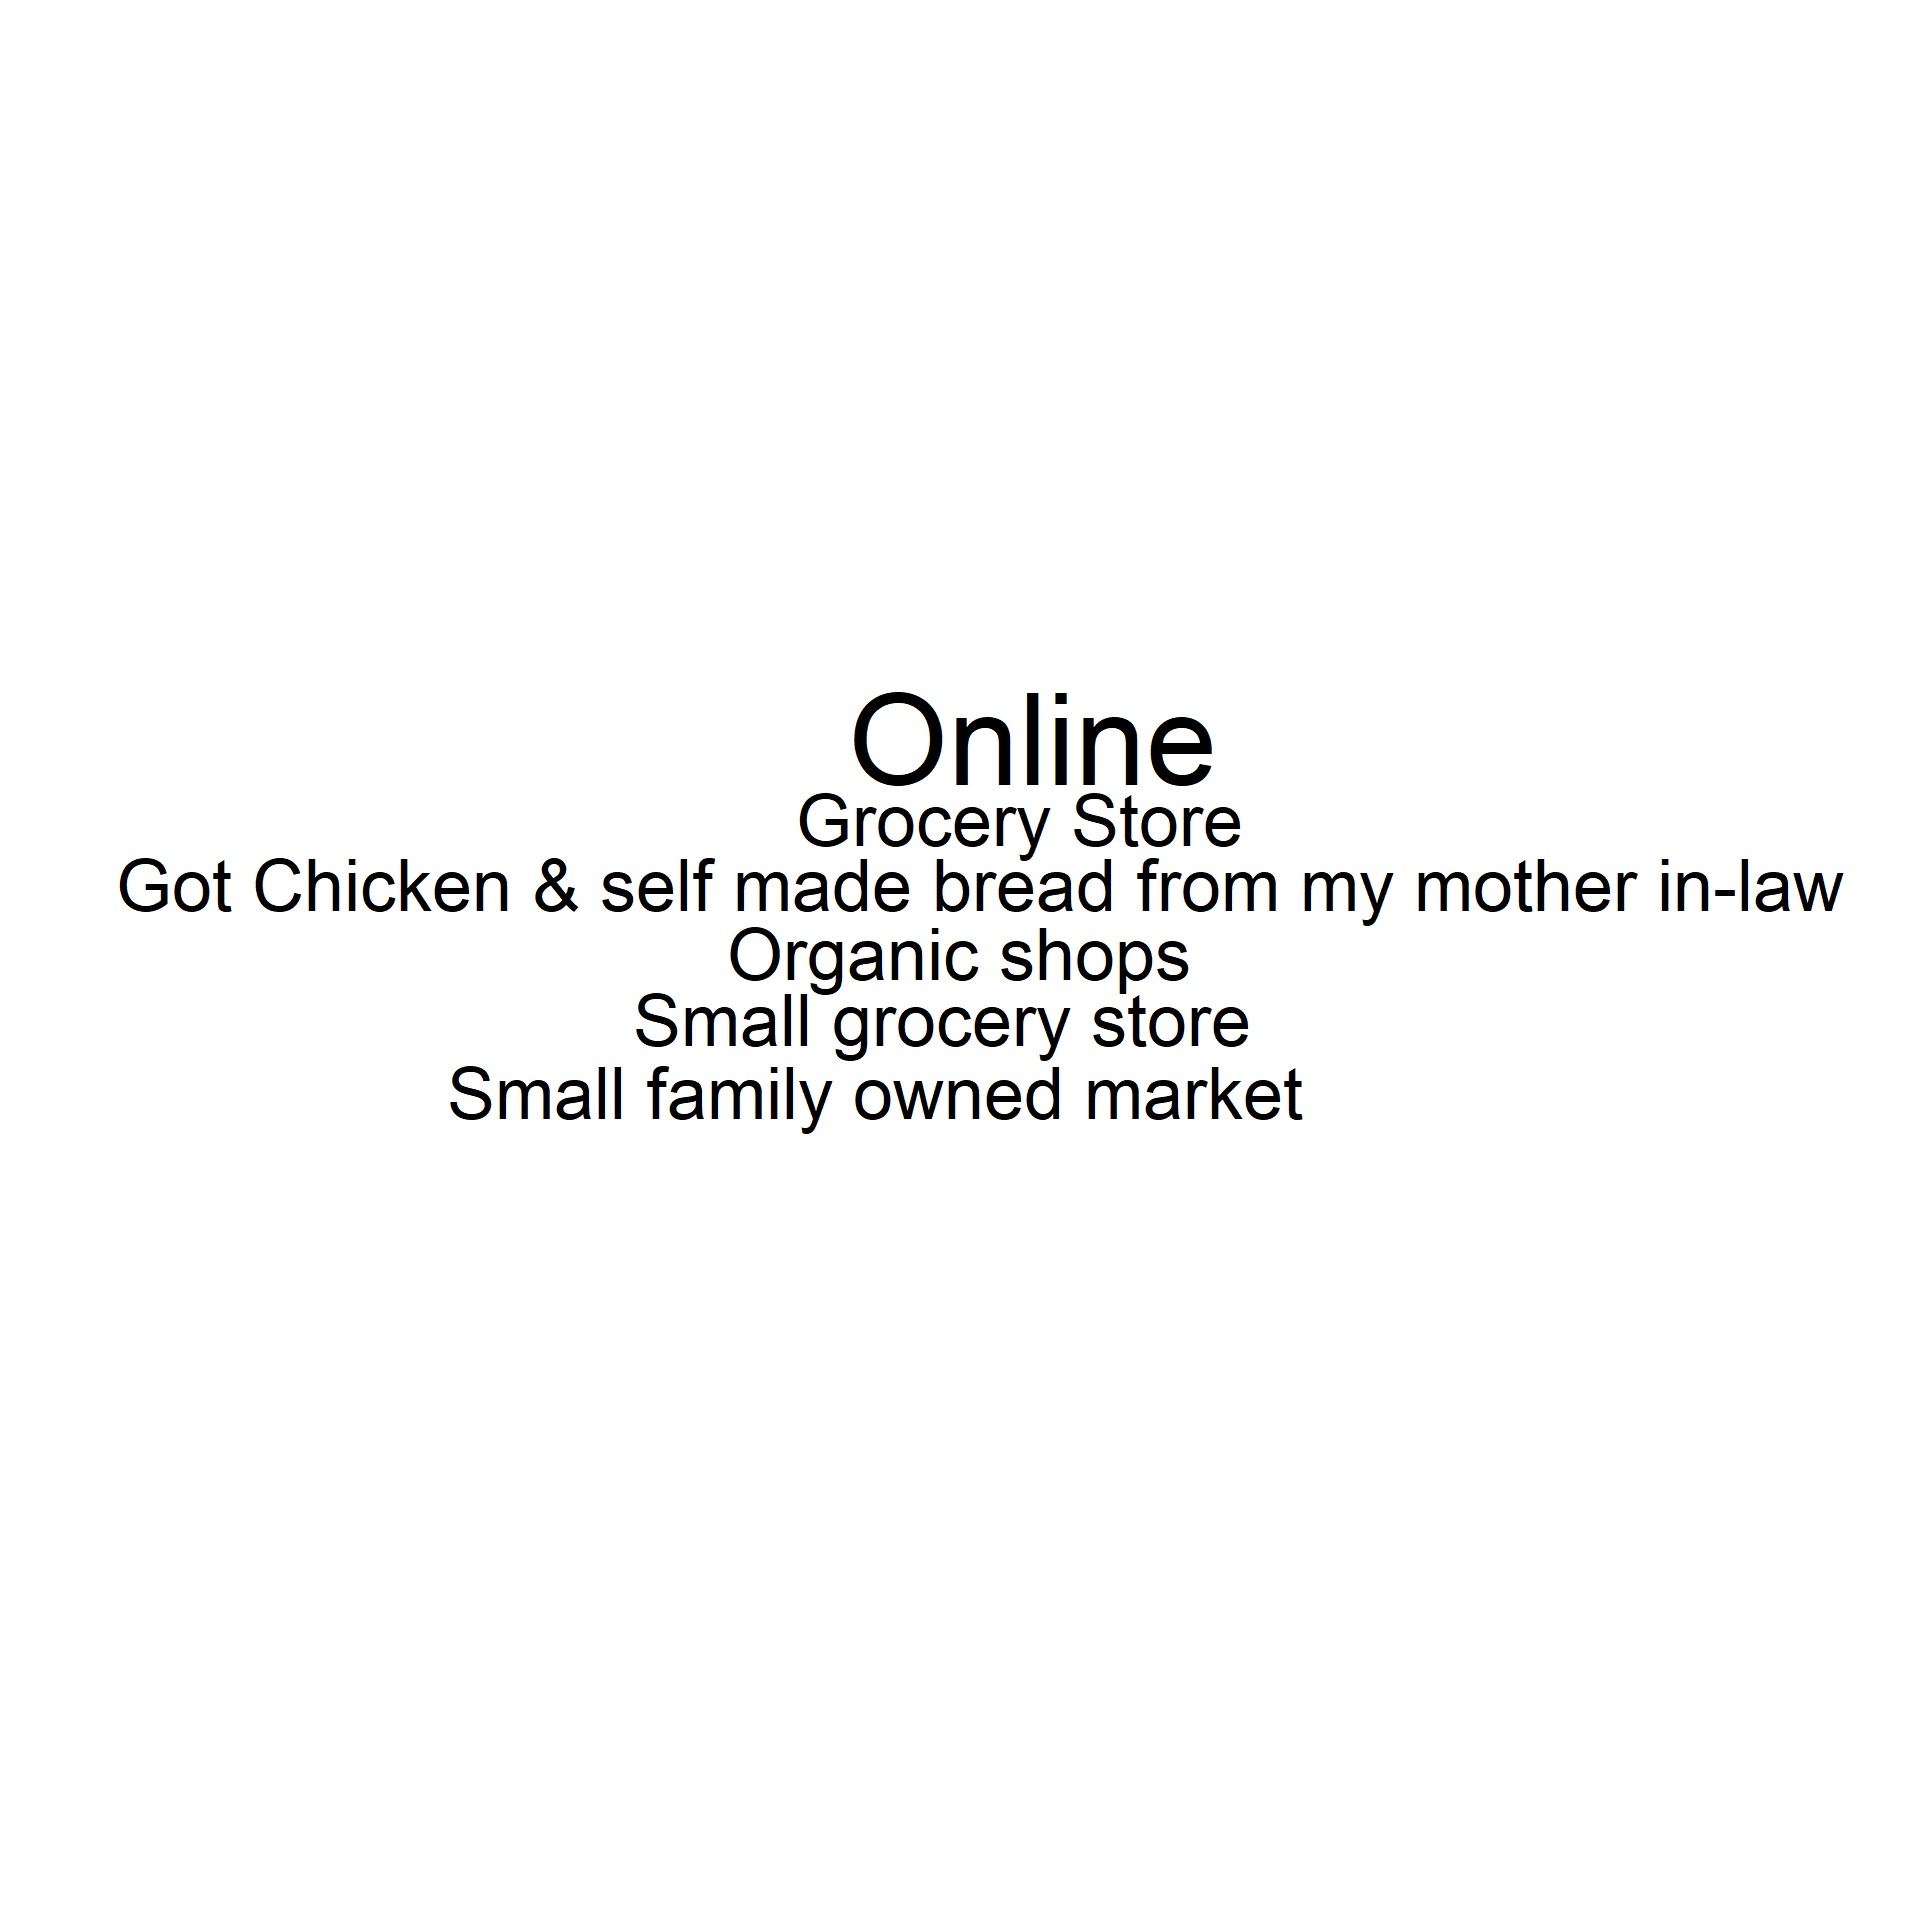 Online
Grocery Store
Got Chicken & self made bread from my mother in-law
Organic shops
Small grocery store
Small family owned market